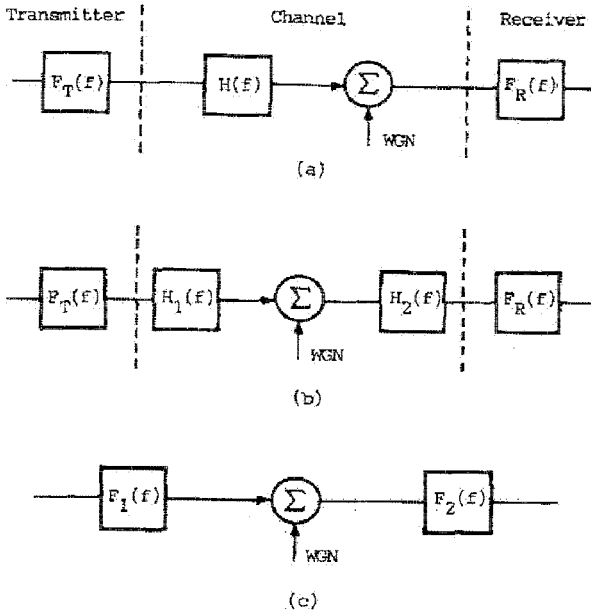 Transmitter Channel Receiver
F_T(f) H(f) Σ F_R(f)
WGN
(a)
F_T(f) H_1(f) Σ H_2(f) F_R(f)
WGN
(b)
F_1(f) Σ F_2(f)
WGN
(c)